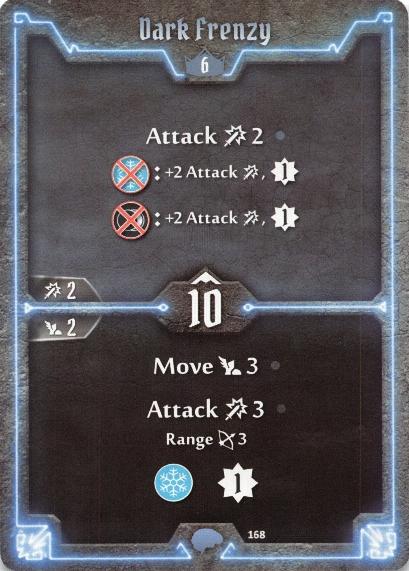 Dark Frenzy
6
Attack 2
: +2 Attack , 1
: +2 Attack , 1
2
10
2
Move 3
Attack 3
Range 3
1
168